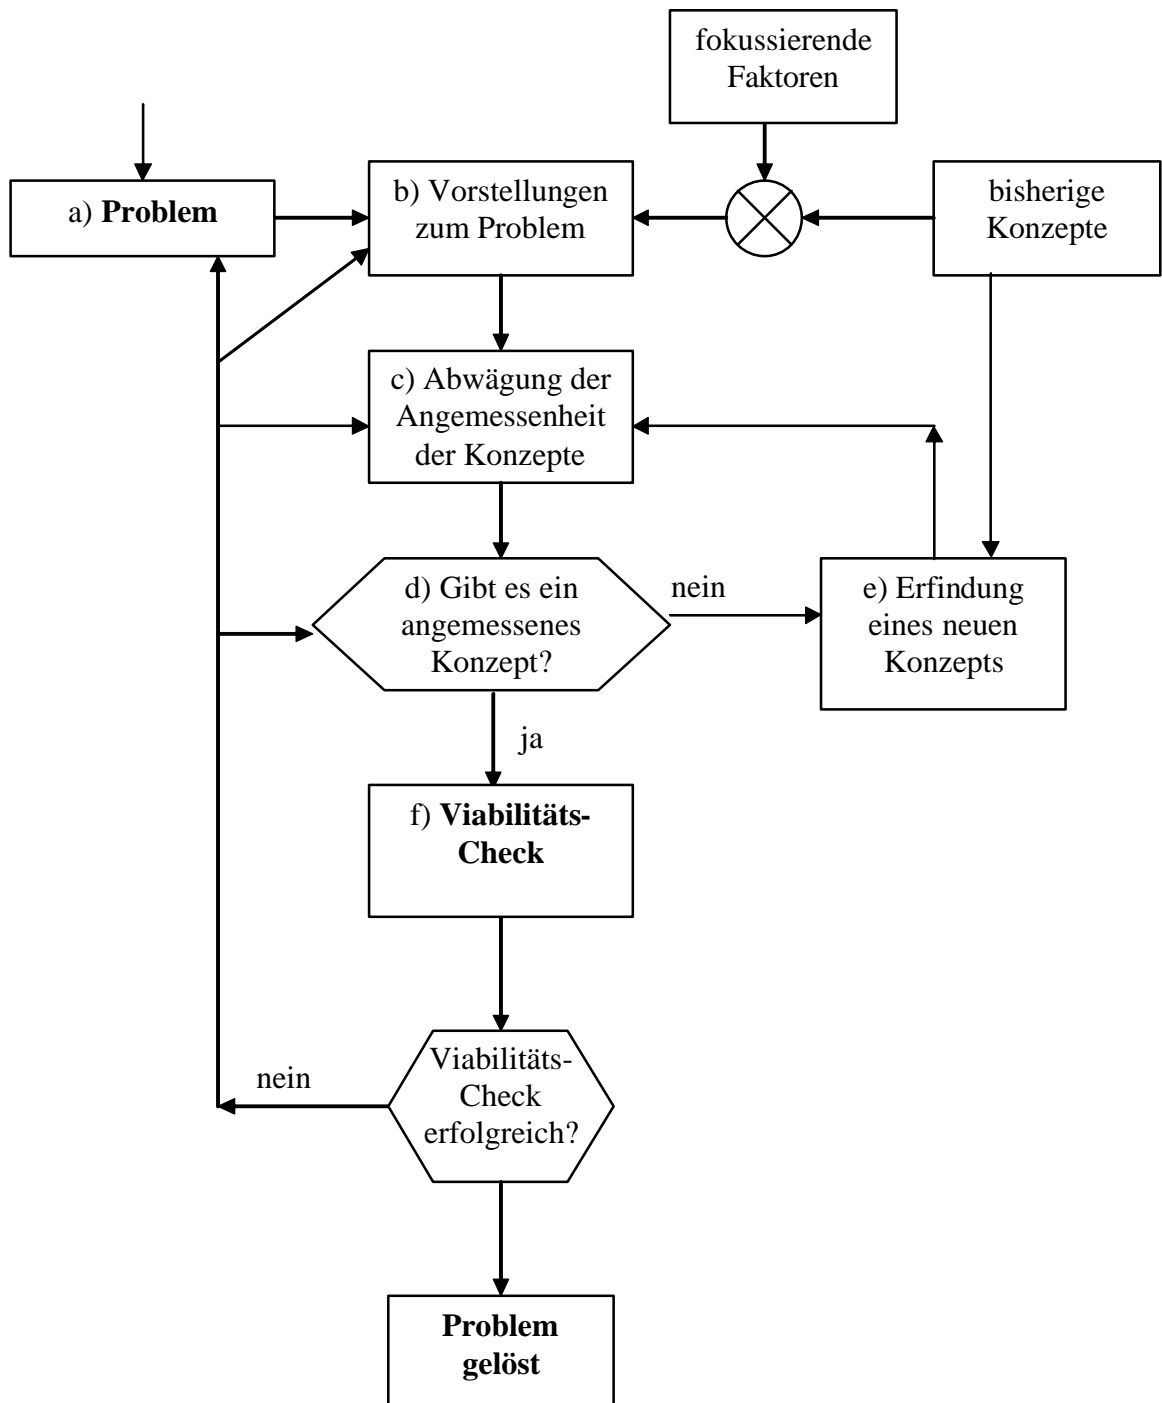 fokussierende
Faktoren
a) Problem
b) Vorstellungen
zum Problem
bisherige
Konzepte
c) Abwägung der
Angemessenheit
der Konzepte
d) Gibt es ein
angemessenes
Konzept?
nein
e) Erfindung
eines neuen
Konzepts
ja
f) Viabilitäts-
Check
Viabilitäts-
Check
erfolgreich?
nein
Problem
gelöst